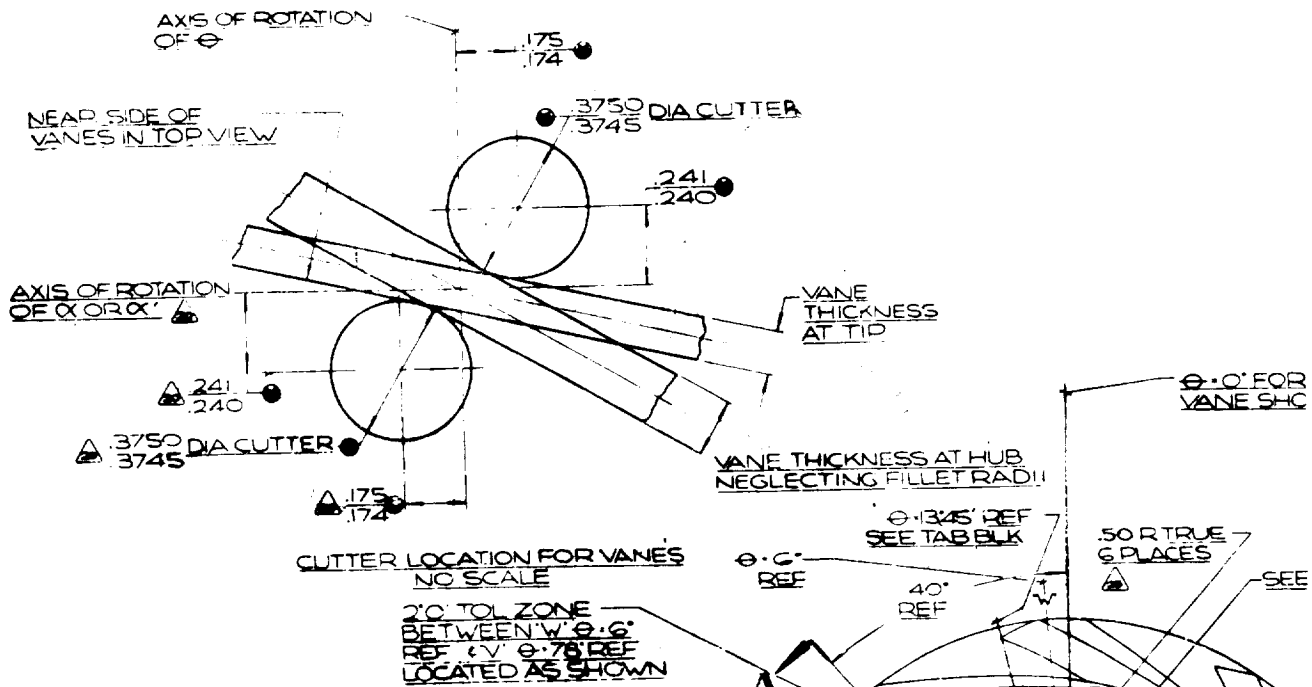 AXIS OF ROTATION
OF Θ
.175
.174
NEAR SIDE OF
VANES IN TOP VIEW
.3750 DIA CUTTER
.3745
.241
.240
AXIS OF ROTATION
OF α OR α'
VANE
THICKNESS
AT TIP
.241
.240
Θ·0° FOR
VANE SHO
.3750 DIA CUTTER
.3745
VANE THICKNESS AT HUB
NEGLECTING FILLET RADII
.175
.174
Θ·13°45' REF
SEE TAB BLK
.50 R TRUE
6 PLACES
CUTTER LOCATION FOR VANES
NO SCALE
Θ·6°
REF
40°
REF
'W'
SEE
2°0' TOL ZONE
BETWEEN 'W' Θ·6°
REF & 'V' Θ·78° REF
LOCATED AS SHOWN